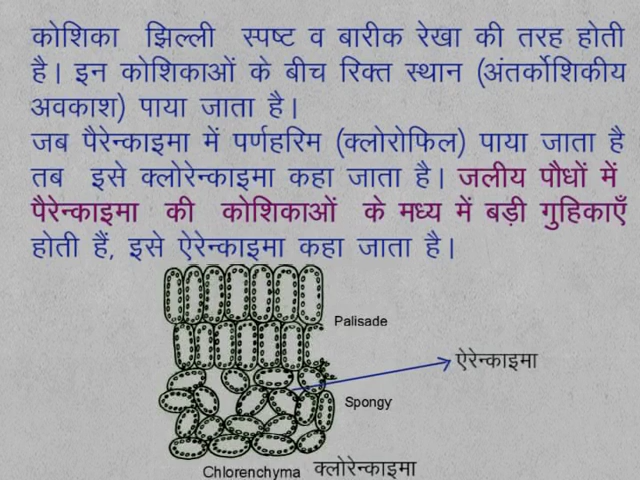 कोशिका झिल्ली स्पष्ट व बारीक रेखा की तरह होती
है। इन कोशिकाओं के बीच रिक्त स्थान (अंतर्कोशिकीय
अवकाश) पाया जाता है।
जब पैरेन्काइमा में पर्णहरिम (क्लोरोफिल) पाया जाता है
तब इसे क्लोरेन्काइमा कहा जाता है। जलीय पौधों में
पैरेन्काइमा की कोशिकाओं के मध्य में बड़ी गुहिकाएँ
होती हैं, इसे ऐरेन्काइमा कहा जाता है।
Palisade
ऐरेन्काइमा
Spongy
Chlorenchyma क्लोरेन्काइमा